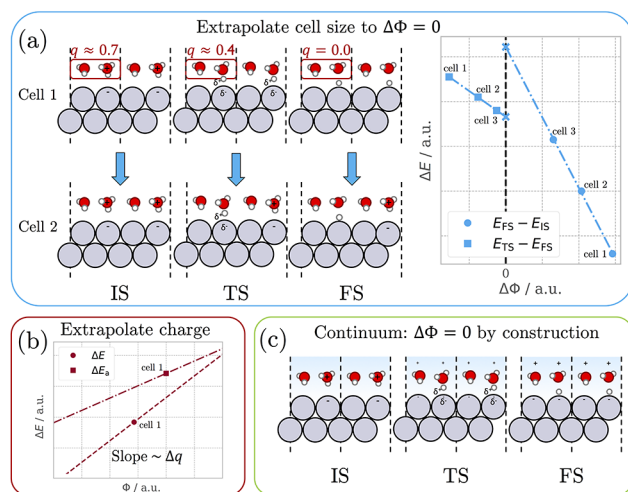 Extrapolate cell size to ΔΦ = 0
(a)
q ≈ 0.7
q ≈ 0.4
q = 0.0
Cell 1
δ⁺
δ⁻
δ⁺
δ⁻
Cell 2
δ⁺
δ⁻
IS
TS
FS
ΔE / a.u.
cell 1
cell 2
cell 3
cell 3
cell 2
cell 1
E_FS − E_IS
E_TS − E_FS
0
ΔΦ / a.u.
(b)
Extrapolate charge
ΔE
ΔE_a
cell 1
cell 1
Slope ~ Δq
ΔE / a.u.
Φ / a.u.
(c)
Continuum: ΔΦ = 0 by construction
δ⁺
δ⁻
δ⁺
δ⁻
IS
TS
FS